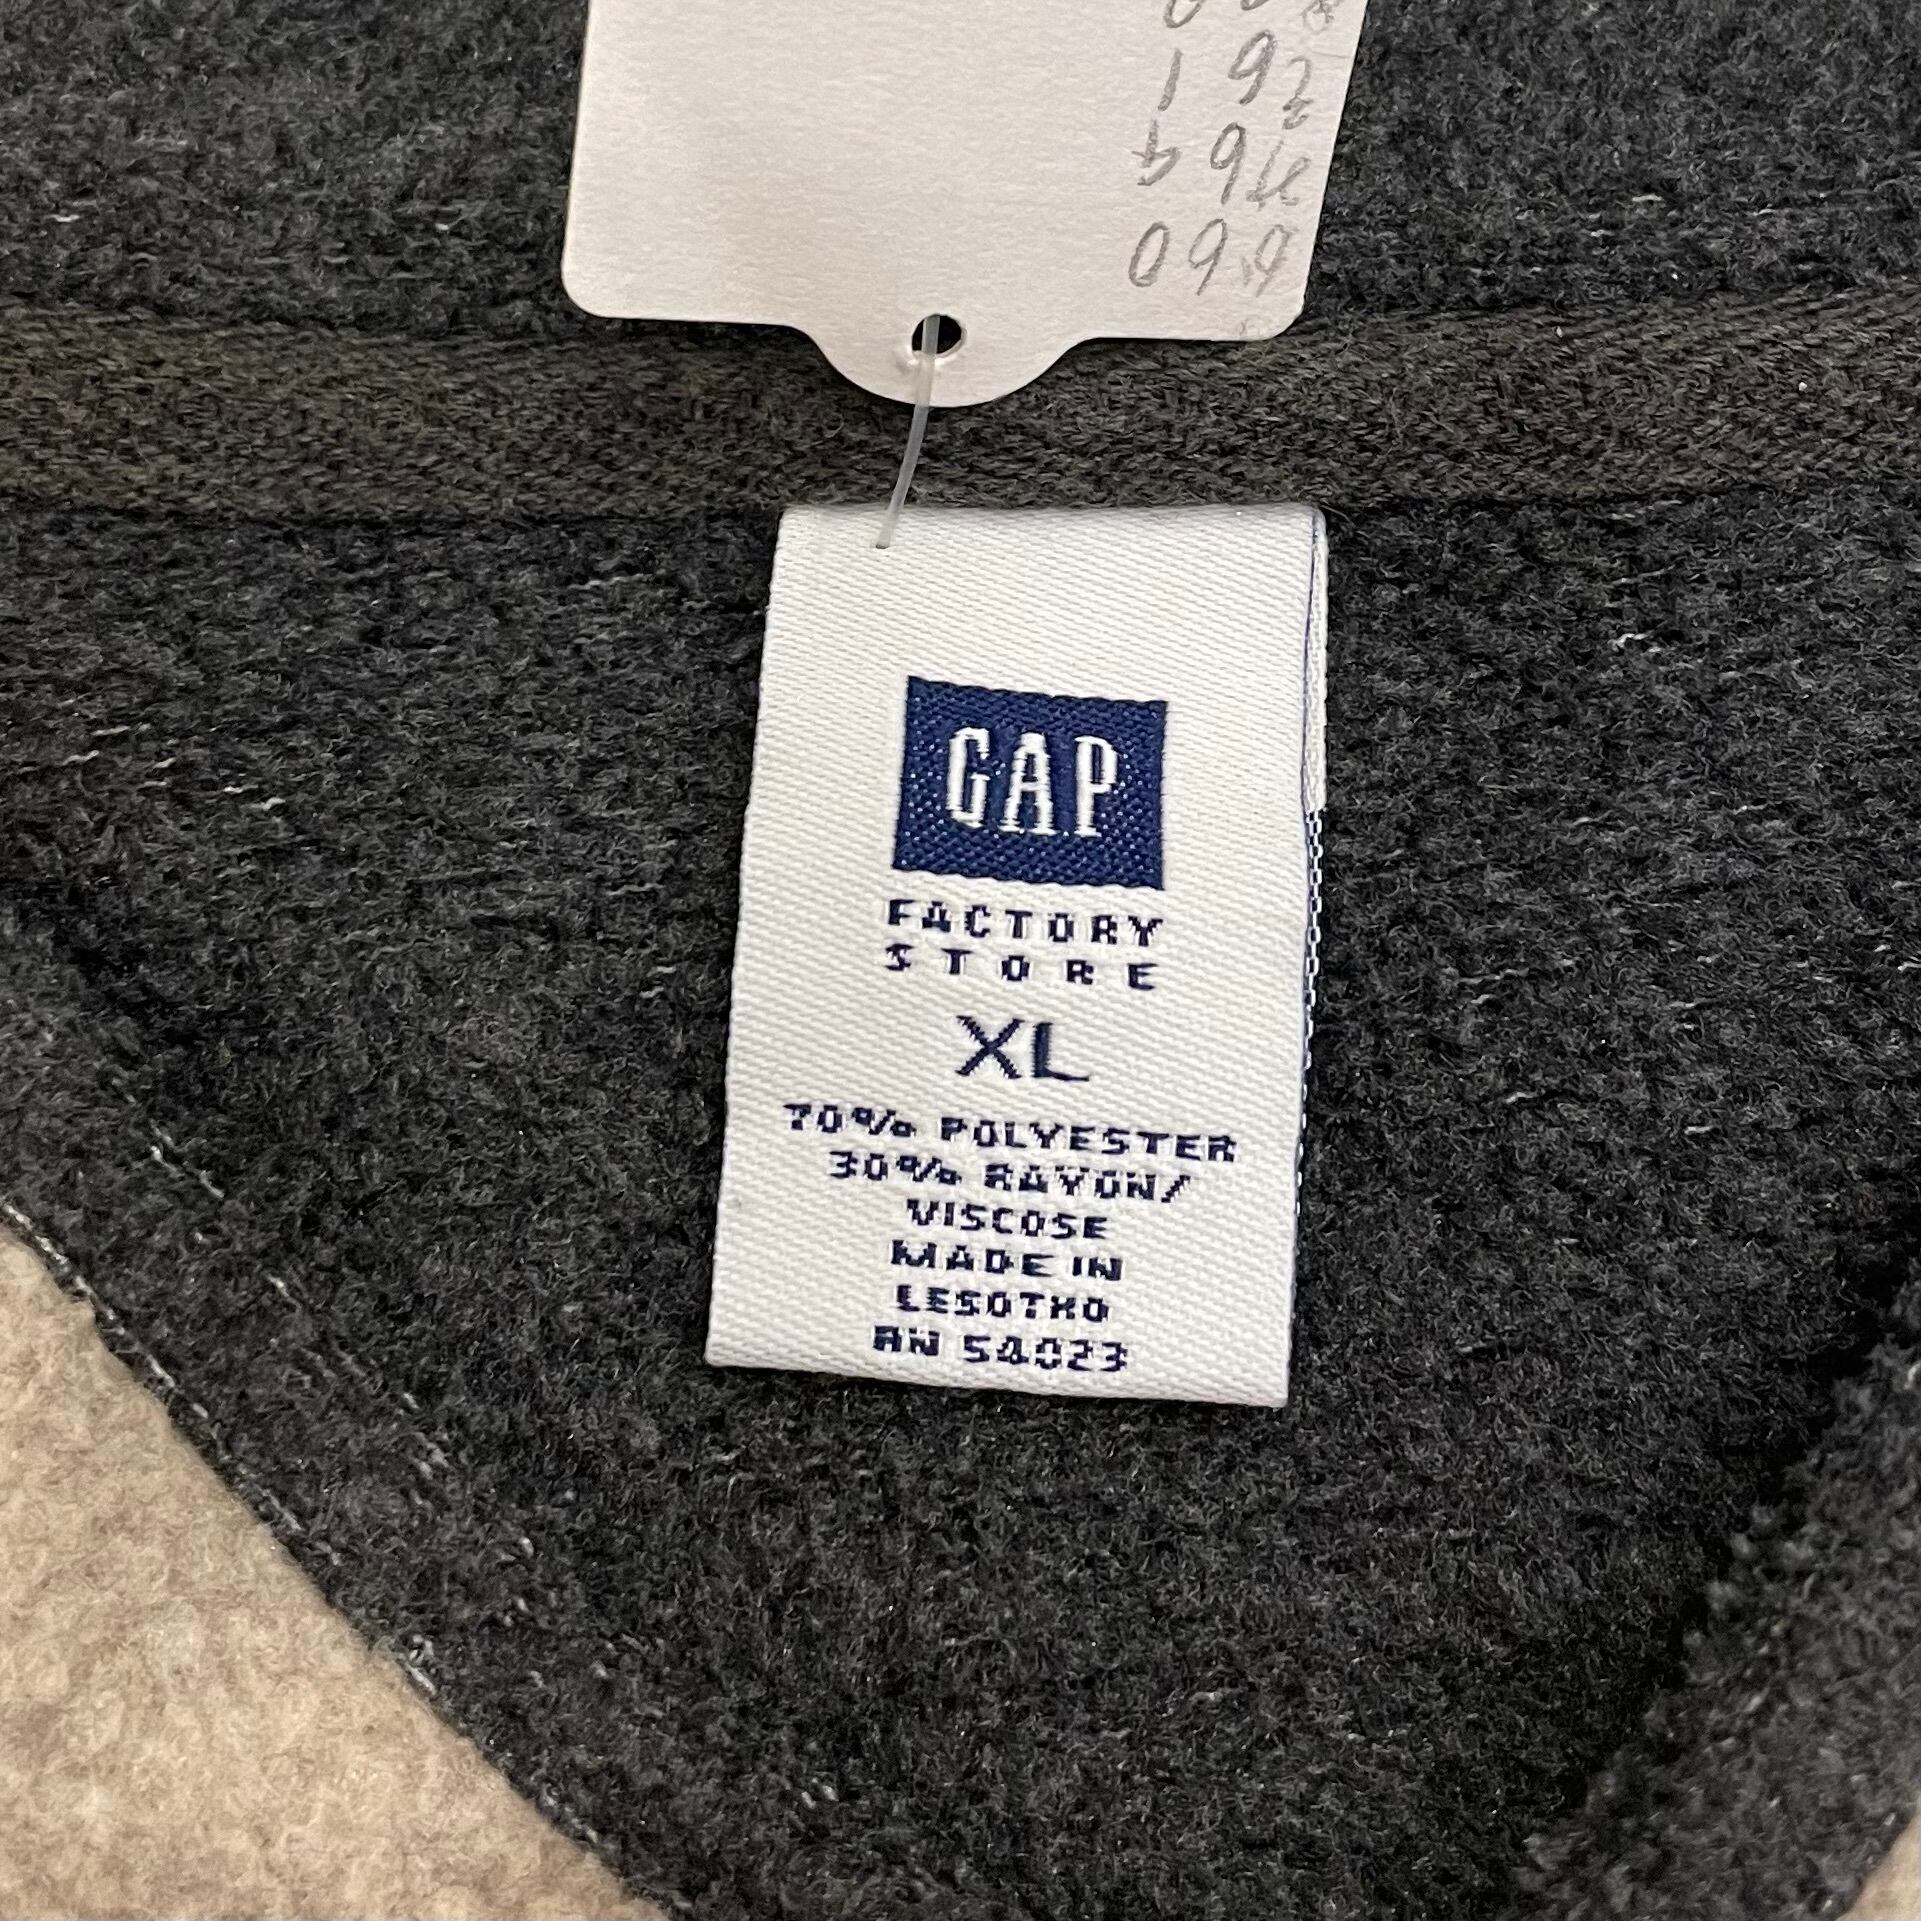 GAP
FACTORY
STORE
XL
70% POLYESTER
30% RAYON/
VISCOSE
MADE IN
LESOTHO
RN 54023